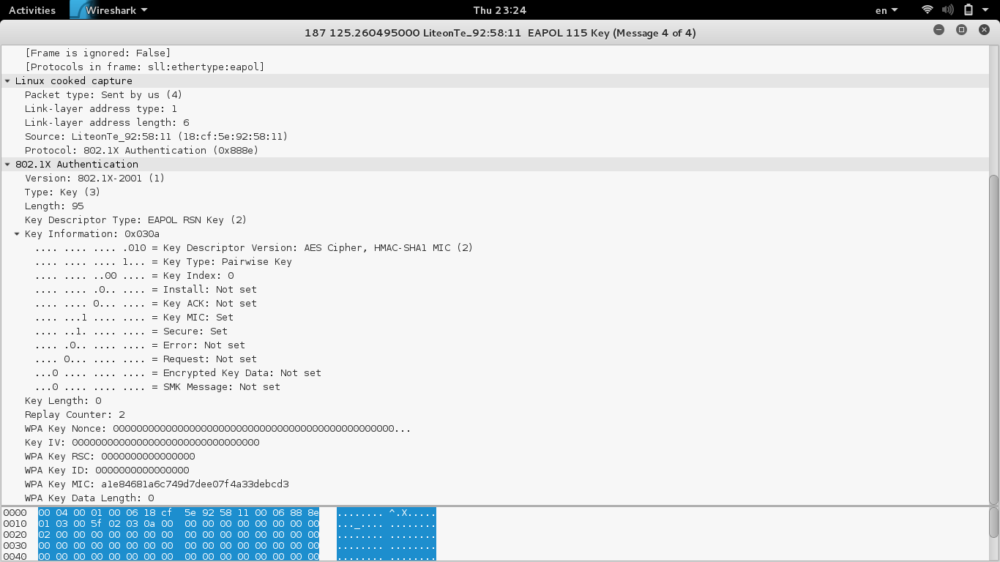 Activities Wireshark Thu 23:24 en
187 125.260495000 LiteonTe_92:58:11 EAPOL 115 Key (Message 4 of 4)
[Frame is ignored: False]
[Protocols in frame: sll:ethertype:eapol]
Linux cooked capture
Packet type: Sent by us (4)
Link-layer address type: 1
Link-layer address length: 6
Source: LiteonTe_92:58:11 (18:cf:5e:92:58:11)
Protocol: 802.1X Authentication (0x888e)
802.1X Authentication
Version: 802.1X-2001 (1)
Type: Key (3)
Length: 95
Key Descriptor Type: EAPOL RSN Key (2)
Key Information: 0x030a
.... .... .... .010 = Key Descriptor Version: AES Cipher, HMAC-SHA1 MIC (2)
.... .... .... 1... = Key Type: Pairwise Key
.... .... ..00 .... = Key Index: 0
.... .... .0.. .... = Install: Not set
.... .... 0... .... = Key ACK: Not set
.... ...1 .... .... = Key MIC: Set
.... ..1. .... .... = Secure: Set
.... .0.. .... .... = Error: Not set
.... 0... .... .... = Request: Not set
...0 .... .... .... = Encrypted Key Data: Not set
...0 .... .... .... = SMK Message: Not set
Key Length: 0
Replay Counter: 2
WPA Key Nonce: 000000000000000000000000000000000000000000000000...
Key IV: 00000000000000000000000000000000
WPA Key RSC: 0000000000000000
WPA Key ID: 0000000000000000
WPA Key MIC: a1e84681a6c749d7dee07f4a33debcd3
WPA Key Data Length: 0
0000 00 04 00 01 00 06 18 cf 5e 92 58 11 00 06 88 8e ........ ^.X.....
0010 01 03 00 5f 02 03 0a 00 00 00 00 00 00 00 00 00 ..._.... ........
0020 02 00 00 00 00 00 00 00 00 00 00 00 00 00 00 00 ........ ........
0030 00 00 00 00 00 00 00 00 00 00 00 00 00 00 00 00 ........ ........
0040 00 00 00 00 00 00 00 00 00 00 00 00 00 00 00 00 ........ ........